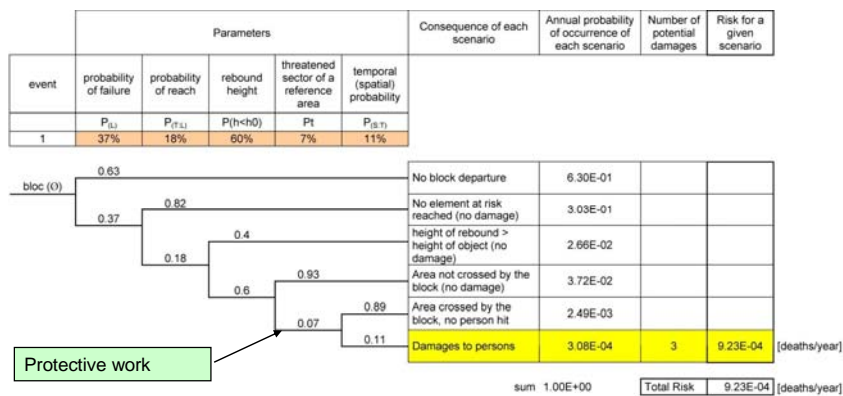 Parameters
Consequence of each
scenario
Annual probability
of occurrence of
each scenario
Number of
potential
damages
Risk for a
given
scenario
event
probability
of failure
probability
of reach
rebound
height
threatened
sector of a
reference
area
temporal
(spatial)
probability
P(L)
P(T:L)
P(h<h0)
Pt
P(S:T)
1 37% 18% 60% 7% 11%
bloc (O)
0.63
No block departure 6.30E-01
0.37
0.82
No element at risk
reached (no damage)
3.03E-01
0.18
0.4
height of rebound >
height of object (no
damage)
2.66E-02
0.6
0.93
Area not crossed by the
block (no damage)
3.72E-02
0.07
0.89
Area crossed by the
block, no person hit
2.49E-03
0.11
Damages to persons 3.08E-04 3 9.23E-04 [deaths/year]
Protective work
sum 1.00E+00 Total Risk 9.23E-04 [deaths/year]